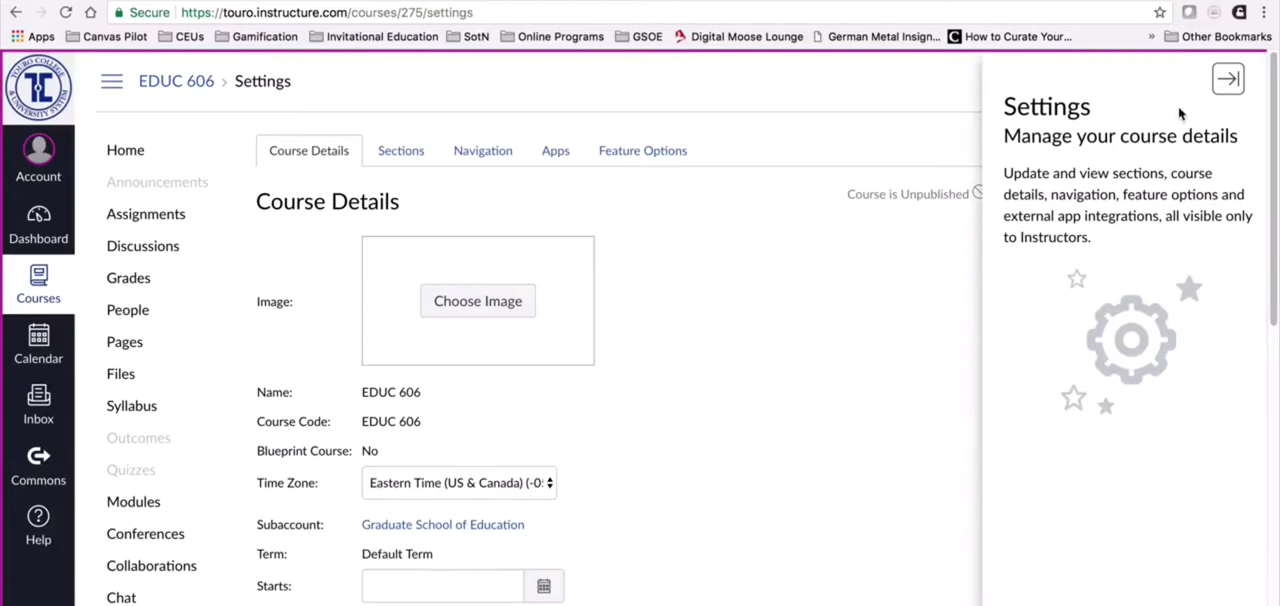 Secure
https://touro.instructure.com/courses/275/settings
Apps
Canvas Pilot
CEUs
Gamification
Invitational Education
SotN
Online Programs
GSOE
Digital Moose Lounge
German Metal Insign...
How to Curate Your...
»
Other Bookmarks
TOURO COLLEGE
& UNIVERSITY SYSTEM
Account
Dashboard
Courses
Calendar
Inbox
Commons
Help
EDUC 606 › Settings
Home
Announcements
Assignments
Discussions
Grades
People
Pages
Files
Syllabus
Outcomes
Quizzes
Modules
Conferences
Collaborations
Chat
Course Details
Sections
Navigation
Apps
Feature Options
Course Details
Course is Unpublished
Image:
Choose Image
Name: EDUC 606
Course Code: EDUC 606
Blueprint Course: No
Time Zone: Eastern Time (US & Canada) (-0
Subaccount: Graduate School of Education
Term: Default Term
Starts:
Settings
Manage your course details
Update and view sections, course
details, navigation, feature options and
external app integrations, all visible only
to Instructors.